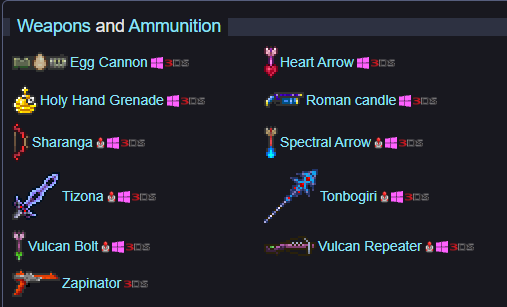 Weapons and Ammunition
Egg Cannon 3DS Heart Arrow 3DS
Holy Hand Grenade 3DS Roman candle 3DS
Sharanga 3DS Spectral Arrow 3DS
Tizona 3DS Tonbogiri 3DS
Vulcan Bolt 3DS Vulcan Repeater 3DS
Zapinator 3DS